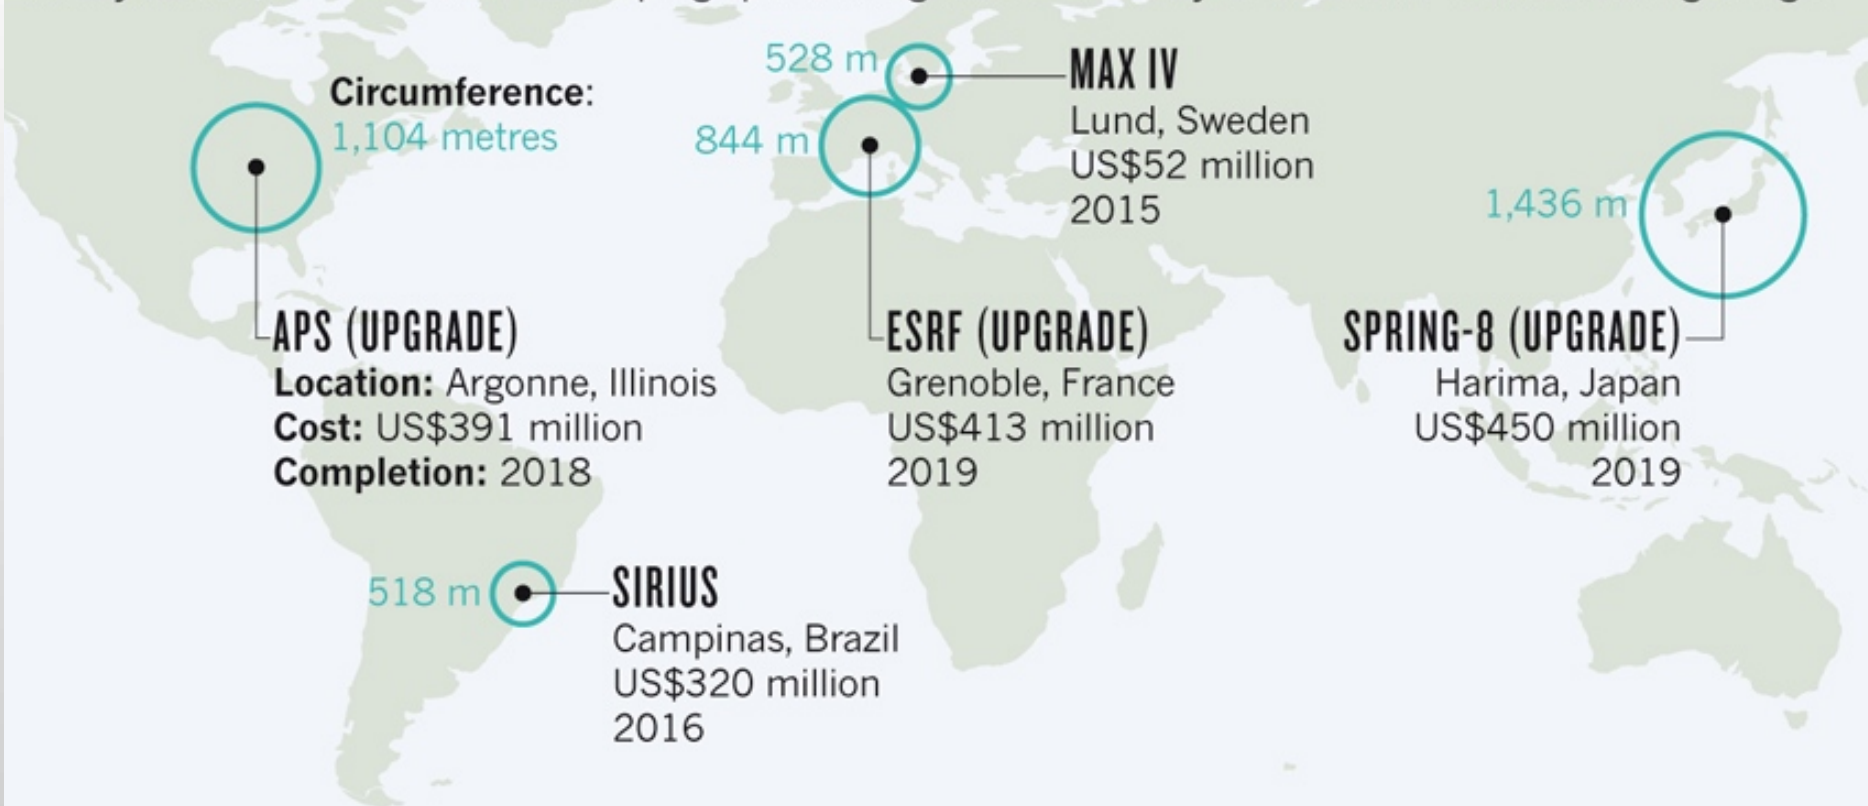 Circumference:
1,104 metres
APS (UPGRADE)
Location: Argonne, Illinois
Cost: US$391 million
Completion: 2018
528 m
MAX IV
Lund, Sweden
US$52 million
2015
844 m
ESRF (UPGRADE)
Grenoble, France
US$413 million
2019
1,436 m
SPRING-8 (UPGRADE)
Harima, Japan
US$450 million
2019
518 m
SIRIUS
Campinas, Brazil
US$320 million
2016